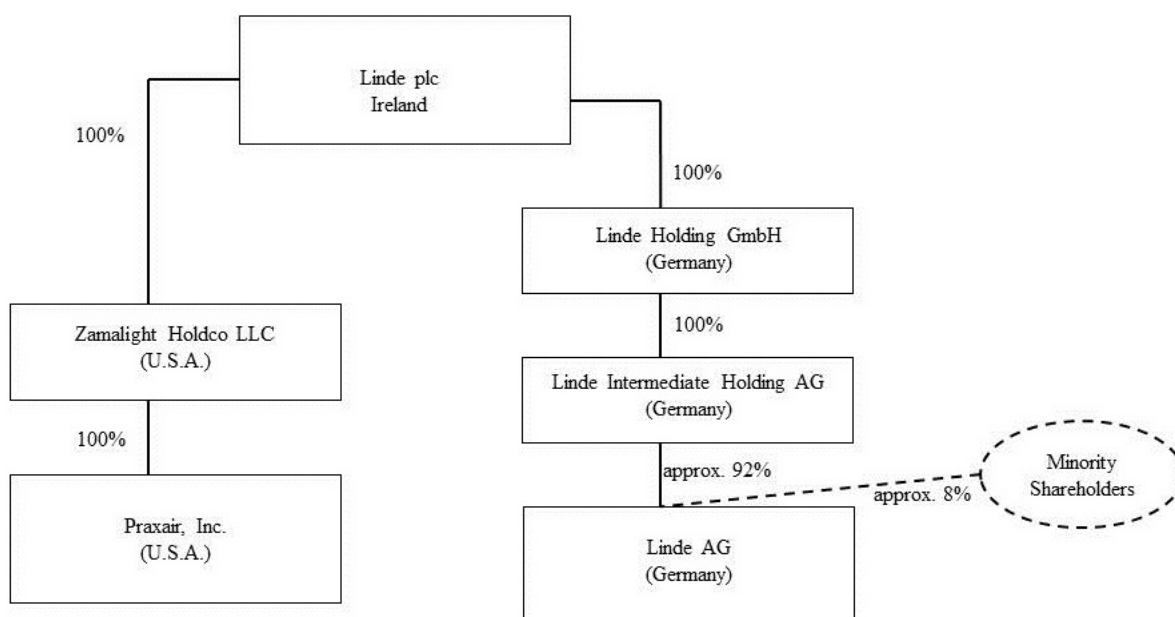 Linde plc
Ireland
100%
100%
Linde Holding GmbH
(Germany)
Zamalight Holdco LLC
(U.S.A.)
100%
Linde Intermediate Holding AG
(Germany)
100%
approx. 92%
approx. 8%
Minority
Shareholders
Praxair, Inc.
(U.S.A.)
Linde AG
(Germany)